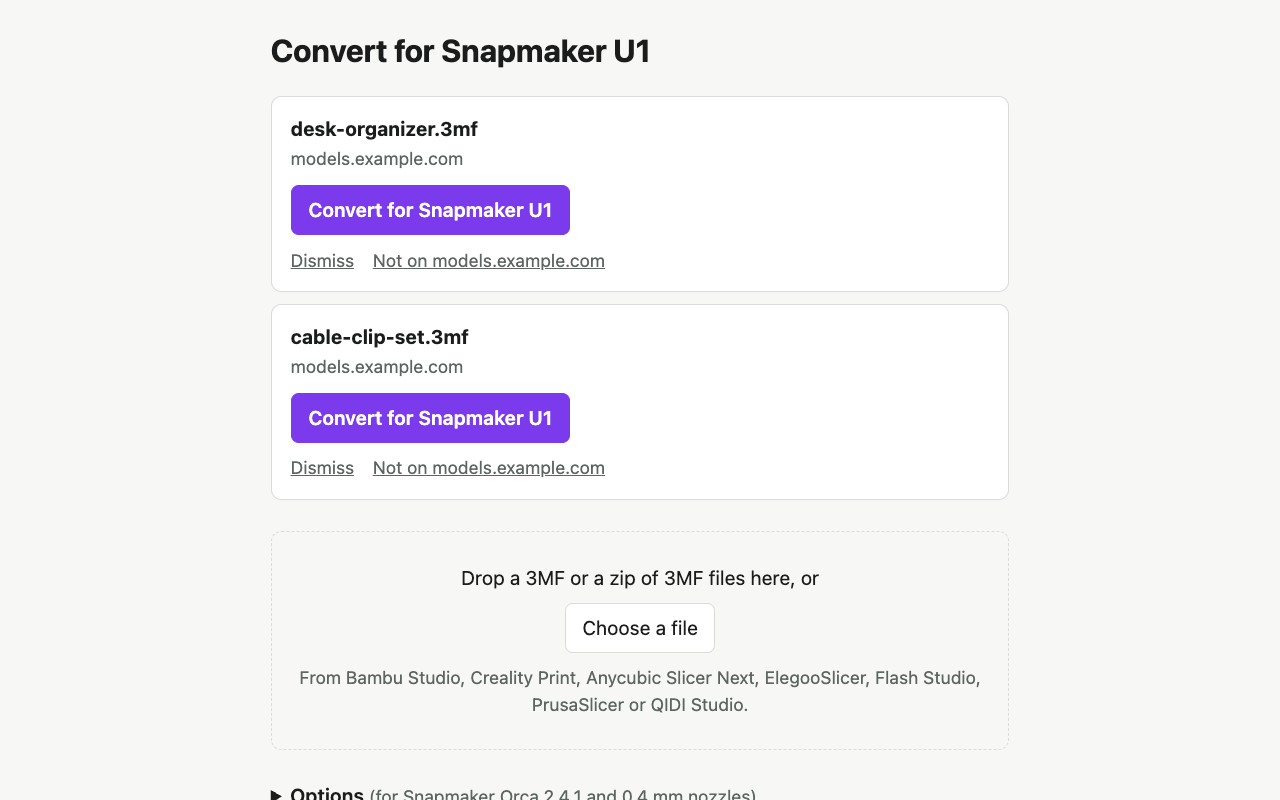 Convert for Snapmaker U1
desk-organizer.3mf
models.example.com
Convert for Snapmaker U1
Dismiss Not on models.example.com
cable-clip-set.3mf
models.example.com
Convert for Snapmaker U1
Dismiss Not on models.example.com
Drop a 3MF or a zip of 3MF files here, or
Choose a file
From Bambu Studio, Creality Print, Anycubic Slicer Next, ElegooSlicer, Flash Studio,
PrusaSlicer or QIDI Studio.
Options (for Snapmaker Orca 2.4.1 and 0.4 mm nozzles)